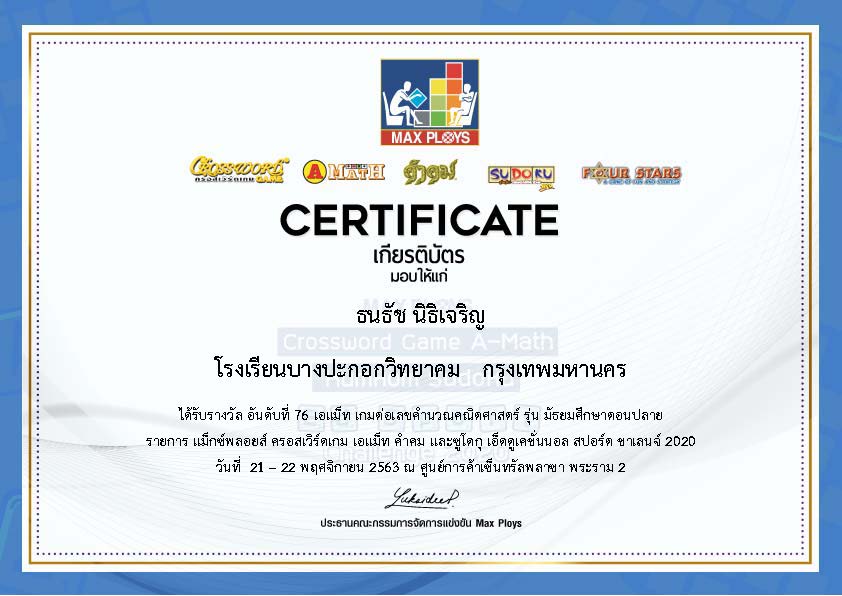 MAX PLOYS
CROSSWORD GAME ครอสเวิร์ดเกม A MATH คำคม SUDOKU FOUR STARS
CERTIFICATE
เกียรติบัตร
มอบให้แก่
ธนธัช นิธิเจริญ
Crossword Game A-Math
โรงเรียนบางปะกอกวิทยาคม กรุงเทพมหานคร
Kumkom Sudoku
ได้รับรางวัล อันดับที่ 76 เอแม็ท เกมต่อเลขคำนวณคณิตศาสตร์ รุ่น มัธยมศึกษาตอนปลาย
รายการ แม็กซ์พลอยส์ ครอสเวิร์ดเกม เอแม็ท คำคม และซูโดกุ เอ็ดดูเคชั่นนอล สปอร์ต ชาเลนจ์ 2020
Challenge 2020
วันที่ 21 – 22 พฤศจิกายน 2563 ณ ศูนย์การค้าเซ็นทรัลพลาซา พระราม 2
ประธานคณะกรรมการจัดการแข่งขัน Max Ploys